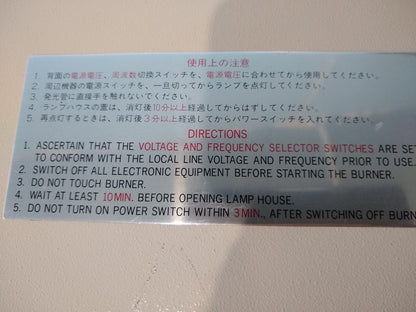 使用上の注意
1. 背面の電源電圧、周波数切換スイッチを、電源電圧に合わせてから使用してください。
2. 周辺機器の電源スイッチを、一旦切ってからランプを点灯してください。
3. 発光管に直接手を触れないでください。
4. ランプハウスの蓋は、消灯後10分以上経過してからはずしてください。
5. 再点灯するときは、消灯後3分以上経過してからパワースイッチを入れてください。
DIRECTIONS
1. ASCERTAIN THAT THE VOLTAGE AND FREQUENCY SELECTOR SWITCHES ARE SET
TO CONFORM WITH THE LOCAL LINE VOLTAGE AND FREQUENCY PRIOR TO USE.
2. SWITCH OFF ALL ELECTRONIC EQUIPMENT BEFORE STARTING THE BURNER.
3. DO NOT TOUCH BURNER.
4. WAIT AT LEAST 10MIN. BEFORE OPENING LAMP HOUSE.
5. DO NOT TURN ON POWER SWITCH WITHIN 3MIN., AFTER SWITCHING OFF BURN